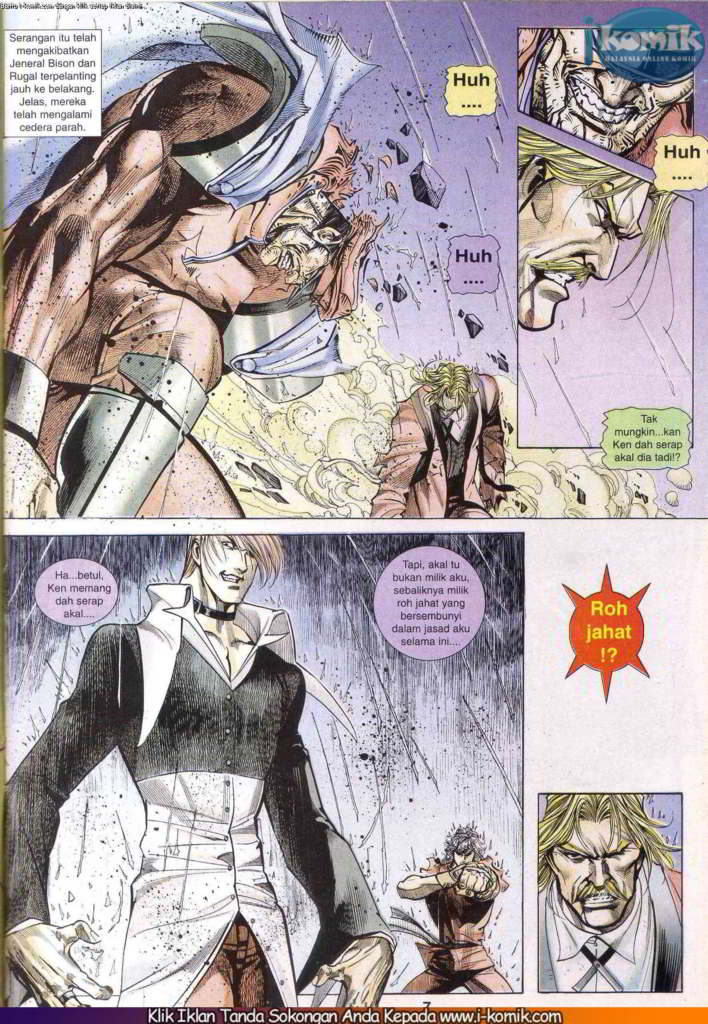 Serangan itu telah
mengakibatkan
Jeneral Bison dan
Rugal terpelanting
jauh ke belakang.
Jelas, mereka
telah mengalami
cedera parah.
Huh
....
ikomik
MALAYSIA ONLINE KOMIK
Huh
....
Huh
....
Tak
mungkin...kan
Ken dah serap
akal dia tadi!?
Ha...betul,
Ken memang
dah serap
akal....
Tapi, akal tu
bukan milik aku,
sebaliknya milik
roh jahat yang
bersembunyi
dalam jasad aku
selama ini....
Roh
jahat
!?
7
Klik Iklan Tanda Sokongan Anda Kepada www.i-komik.com